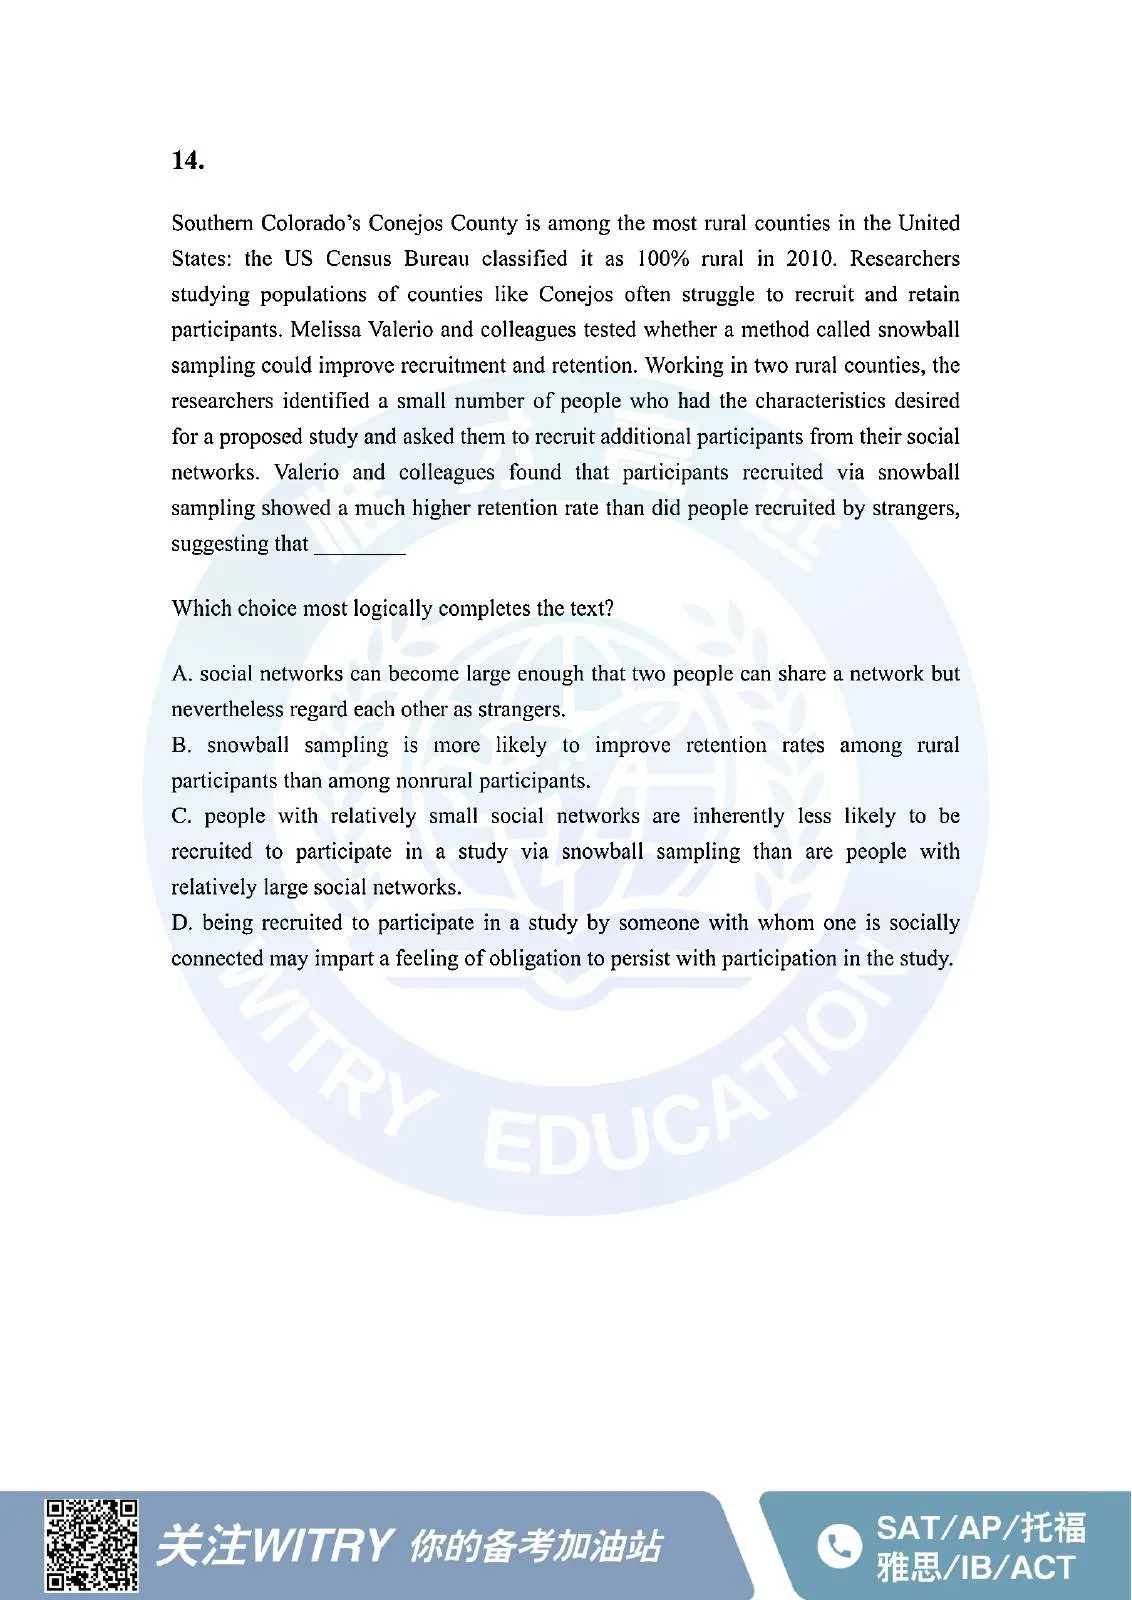 14.
Southern Colorado's Conejos County is among the most rural counties in the United
States: the US Census Bureau classified it as 100% rural in 2010. Researchers
studying populations of counties like Conejos often struggle to recruit and retain
participants. Melissa Valerio and colleagues tested whether a method called snowball
sampling could improve recruitment and retention. Working in two rural counties, the
researchers identified a small number of people who had the characteristics desired
for a proposed study and asked them to recruit additional participants from their social
networks. Valerio and colleagues found that participants recruited via snowball
sampling showed a much higher retention rate than did people recruited by strangers,
suggesting that ________
Which choice most logically completes the text?
A. social networks can become large enough that two people can share a network but
nevertheless regard each other as strangers.
B. snowball sampling is more likely to improve retention rates among rural
participants than among nonrural participants.
C. people with relatively small social networks are inherently less likely to be
recruited to participate in a study via snowball sampling than are people with
relatively large social networks.
D. being recruited to participate in a study by someone with whom one is socially
connected may impart a feeling of obligation to persist with participation in the study.
WITRY EDUCATION
关注WITRY 你的备考加油站
SAT/AP/托福
雅思/IB/ACT